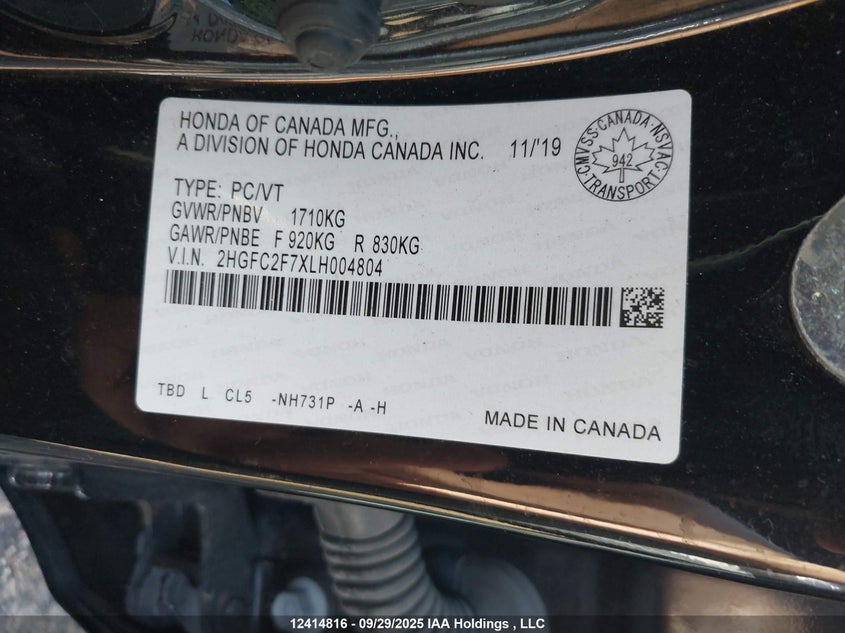 HONDA OF CANADA MFG.,
A DIVISION OF HONDA CANADA INC. 11/'19
CMVSS CANADA NSVAC
942
TRANSPORT
TYPE: PC/VT
GVWR/PNBV 1710KG
GAWR/PNBE F 920KG R 830KG
V.I.N. 2HGFC2F7XLH004804
TBD L CL5 -NH731P -A -H
MADE IN CANADA
12414816 - 09/29/2025 IAA Holdings , LLC